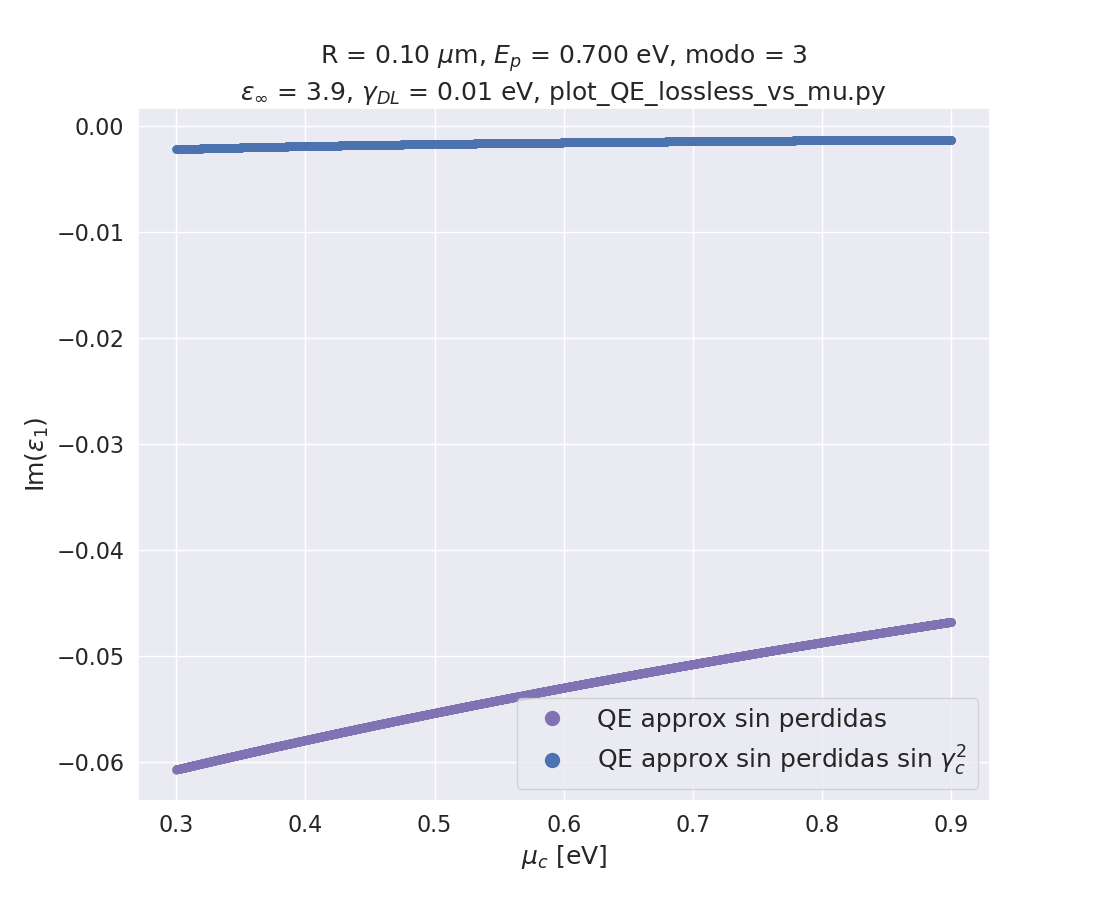 R = 0.10 μm, E_p = 0.700 eV, modo = 3
ε_∞ = 3.9, γ_DL = 0.01 eV, plot_QE_lossless_vs_mu.py
0.00
−0.01
−0.02
−0.03
−0.04
−0.05
−0.06
Im(ε_1)
QE approx sin perdidas
QE approx sin perdidas sin γ_c^2
0.3 0.4 0.5 0.6 0.7 0.8 0.9
μ_c [eV]